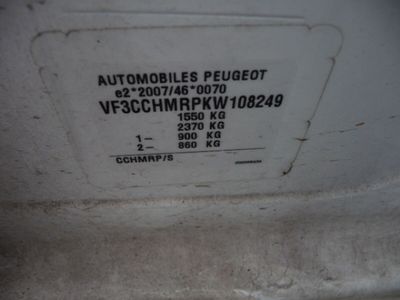 AUTOMOBILES PEUGEOT
e2*2007/46*0070
VF3CCHMRPKW108249
1550 KG
2370 KG
1- 900 KG
2- 860 KG
CCHMRP/S